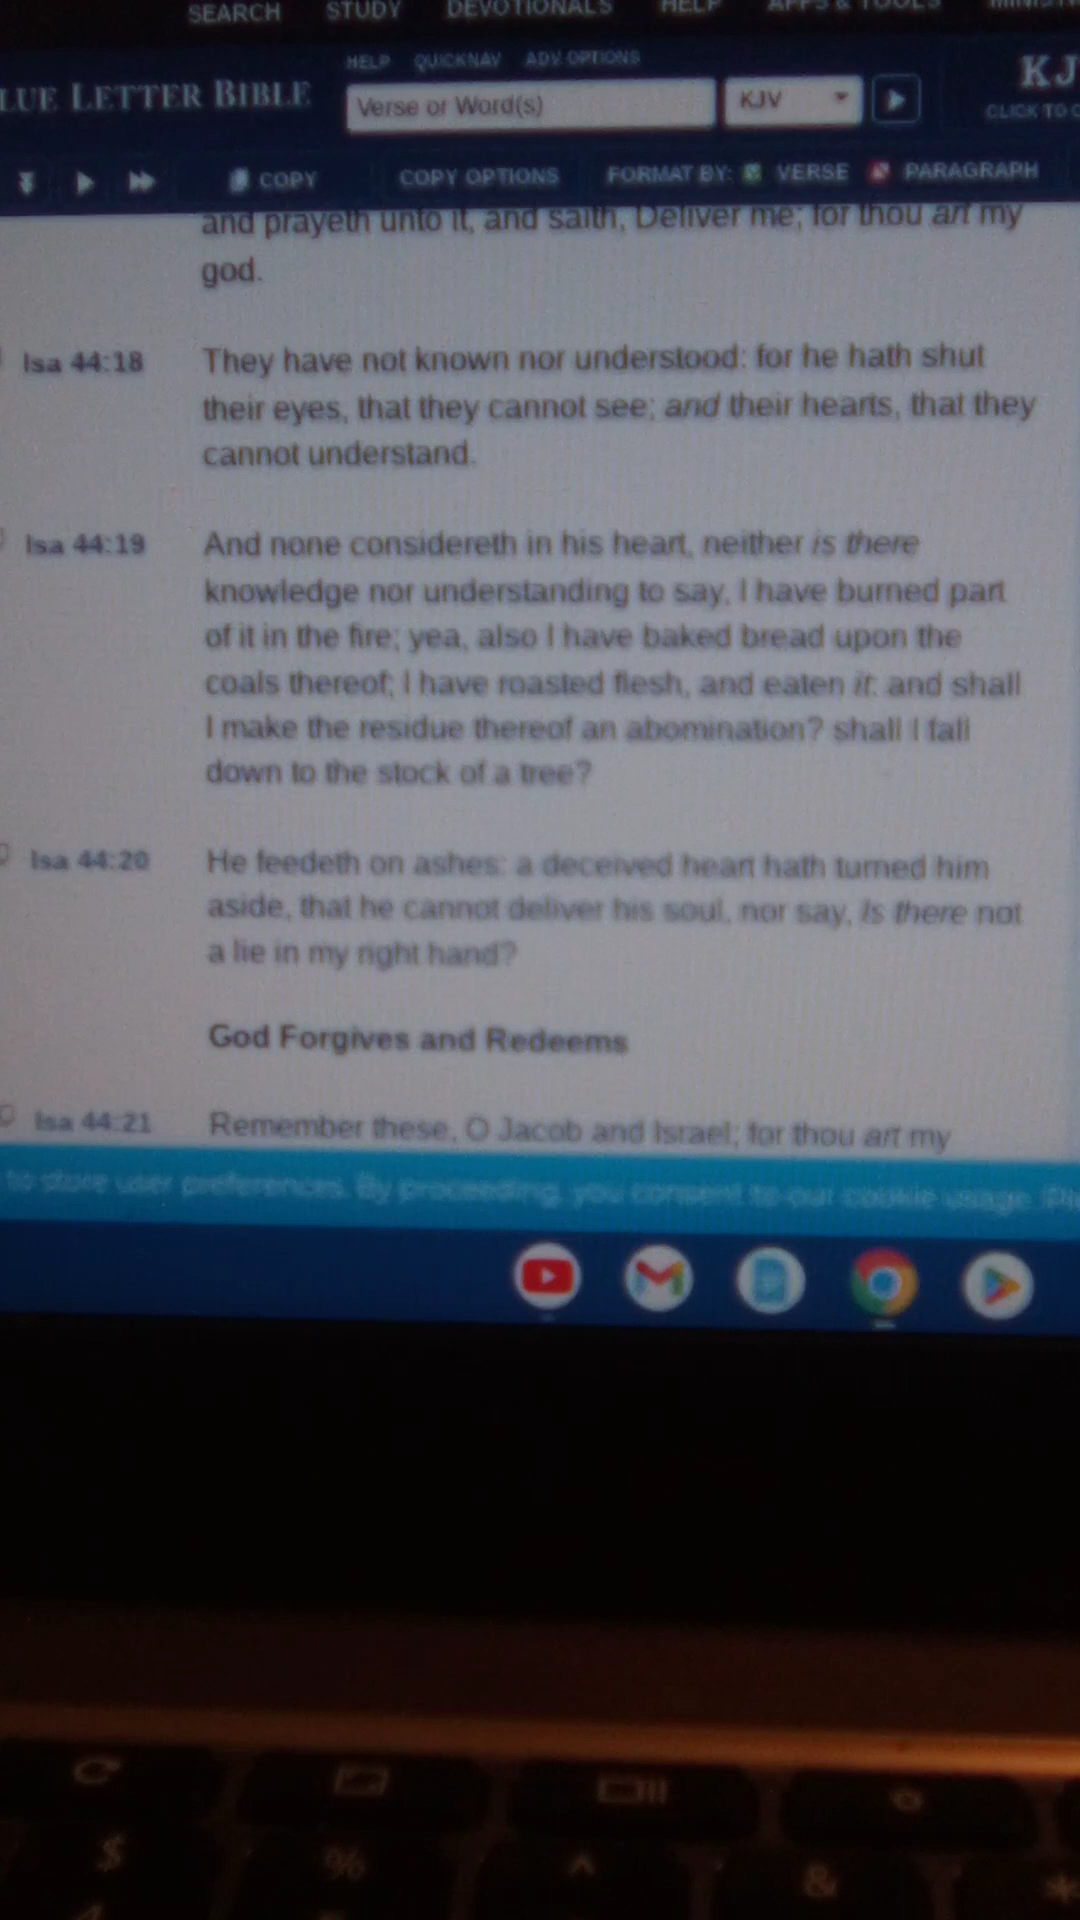 SEARCH STUDY DEVOTIONALS HELP APPS & TOOLS
HELP QUICKNAV ADV. OPTIONS
LUE LETTER BIBLE
Verse or Word(s) KJV
KJ
CLICK TO C
COPY COPY OPTIONS FORMAT BY: VERSE PARAGRAPH
and prayeth unto it, and saith, Deliver me; for thou art my
god.
Isa 44:18 They have not known nor understood: for he hath shut
their eyes, that they cannot see; and their hearts, that they
cannot understand.
Isa 44:19 And none considereth in his heart, neither is there
knowledge nor understanding to say, I have burned part
of it in the fire; yea, also I have baked bread upon the
coals thereof; I have roasted flesh, and eaten it: and shall
I make the residue thereof an abomination? shall I fall
down to the stock of a tree?
Isa 44:20 He feedeth on ashes: a deceived heart hath turned him
aside, that he cannot deliver his soul, nor say, Is there not
a lie in my right hand?
God Forgives and Redeems
Isa 44:21 Remember these, O Jacob and Israel; for thou art my
to store user preferences. By proceeding, you consent to our cookie usage.
$ % ^ & *
4